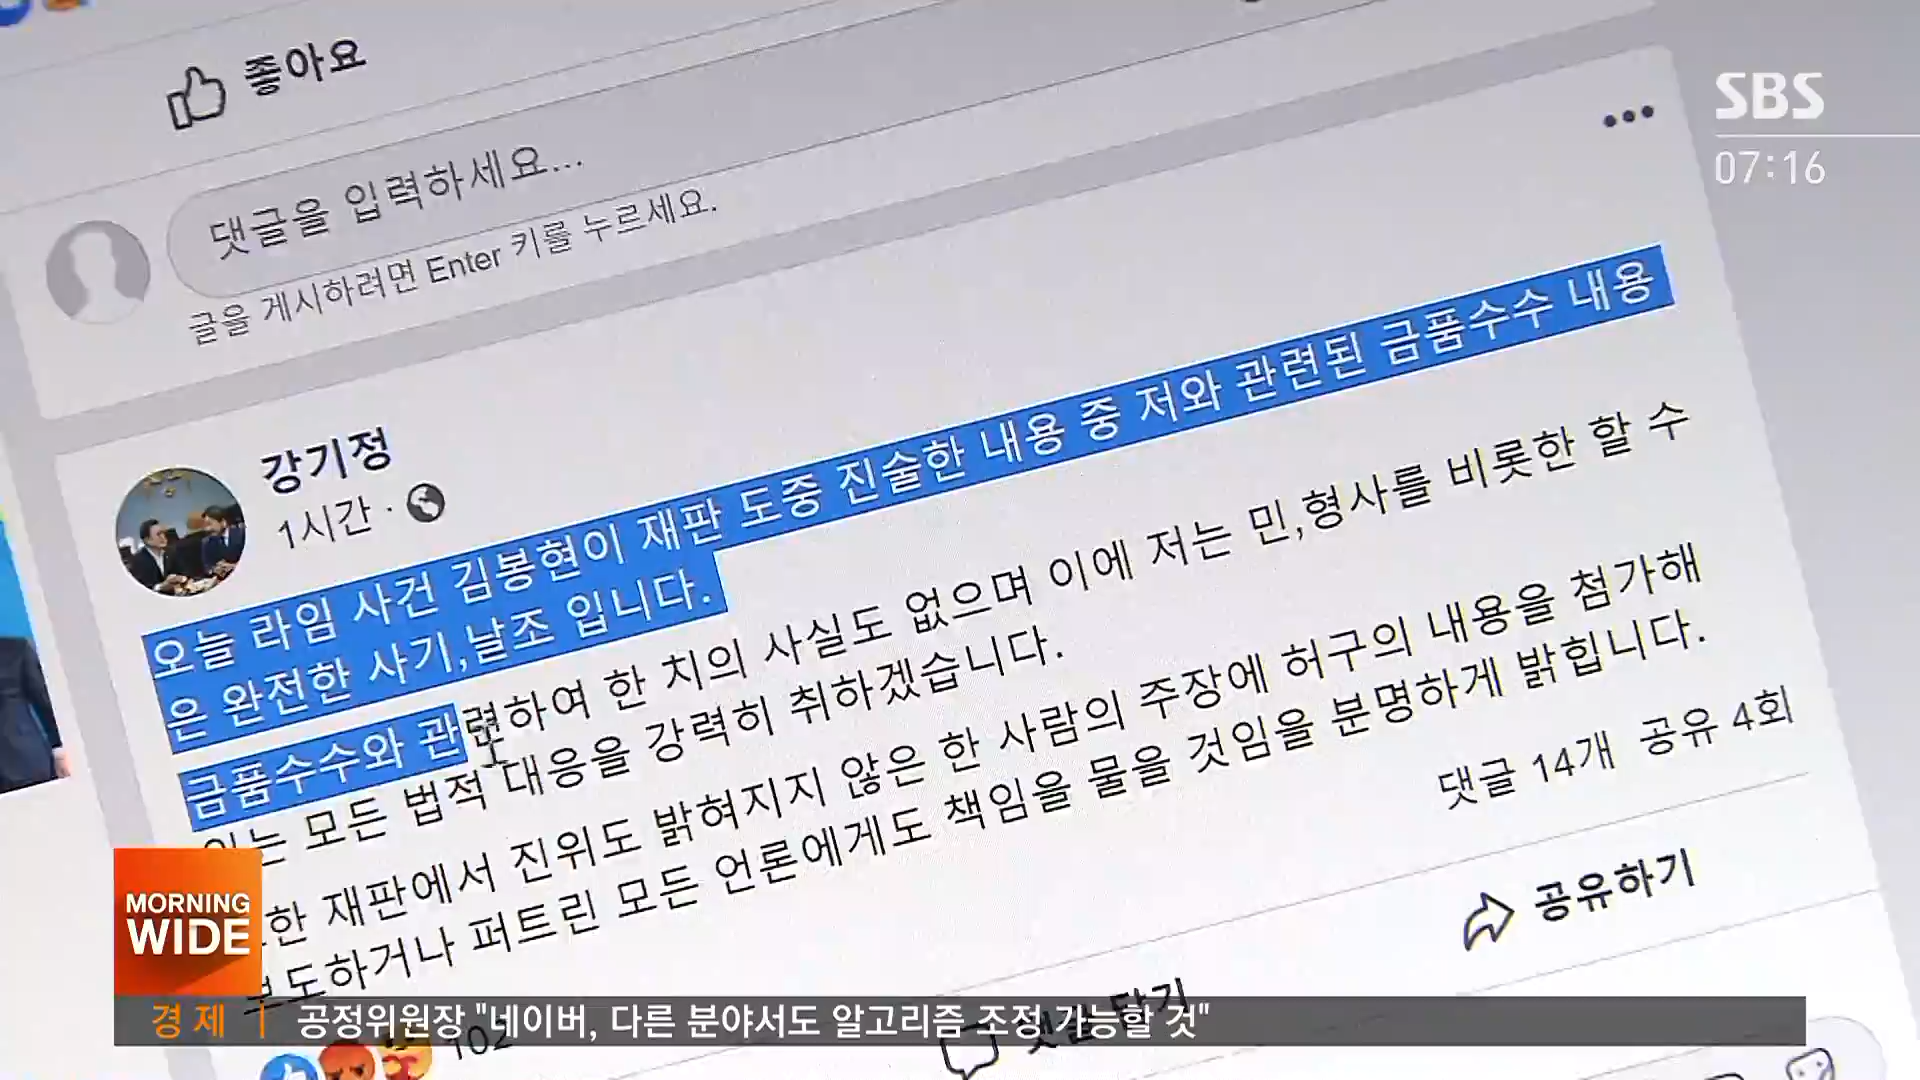 좋아요
SBS
07:16
댓글을 입력하세요...
글을 게시하려면 Enter 키를 누르세요.
강기정
1시간 ·
오늘 라임 사건 김봉현이 재판 도중 진술한 내용 중 저와 관련된 금품수수 내용
은 완전한 사기,날조 입니다.
금품수수와 관련하여 한 치의 사실도 없으며 이에 저는 민,형사를 비롯한 할 수
있는 모든 법적 대응을 강력히 취하겠습니다.
또한 재판에서 진위도 밝혀지지 않은 한 사람의 주장에 허구의 내용을 첨가해
보도하거나 퍼트린 모든 언론에게도 책임을 물을 것임을 분명하게 밝힙니다.
댓글 14개 공유 4회
댓글 달기
공유하기
102
MORNING
WIDE
경제 | 공정위원장 "네이버, 다른 분야서도 알고리즘 조정 가능할 것"